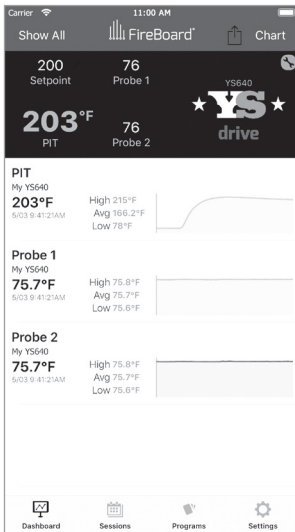 Carrier 11:00 AM
Show All FireBoard® Chart
200 76
Setpoint Probe 1
YS640
203°F
YS
76
drive
PIT Probe 2
PIT
My YS640
203°F High 215°F
Avg 166.2°F
5/03 9:41:21AM Low 78°F
Probe 1
My YS640
75.7°F High 75.8°F
Avg 75.7°F
5/03 9:41:21AM Low 75.6°F
Probe 2
My YS640
75.7°F High 75.8°F
Avg 75.7°F
5/03 9:41:21AM Low 75.6°F
Dashboard Sessions Programs Settings